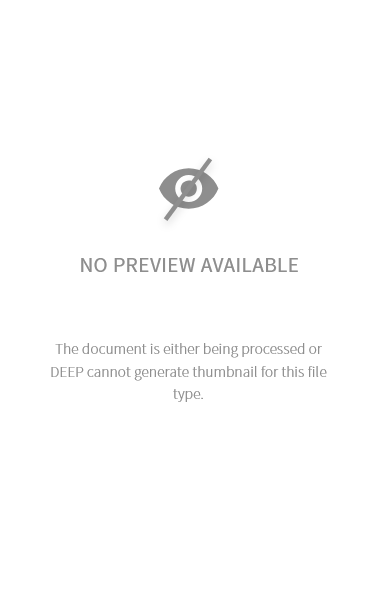 NO PREVIEW AVAILABLE
The document is either being processed or
DEEP cannot generate thumbnail for this file
type.